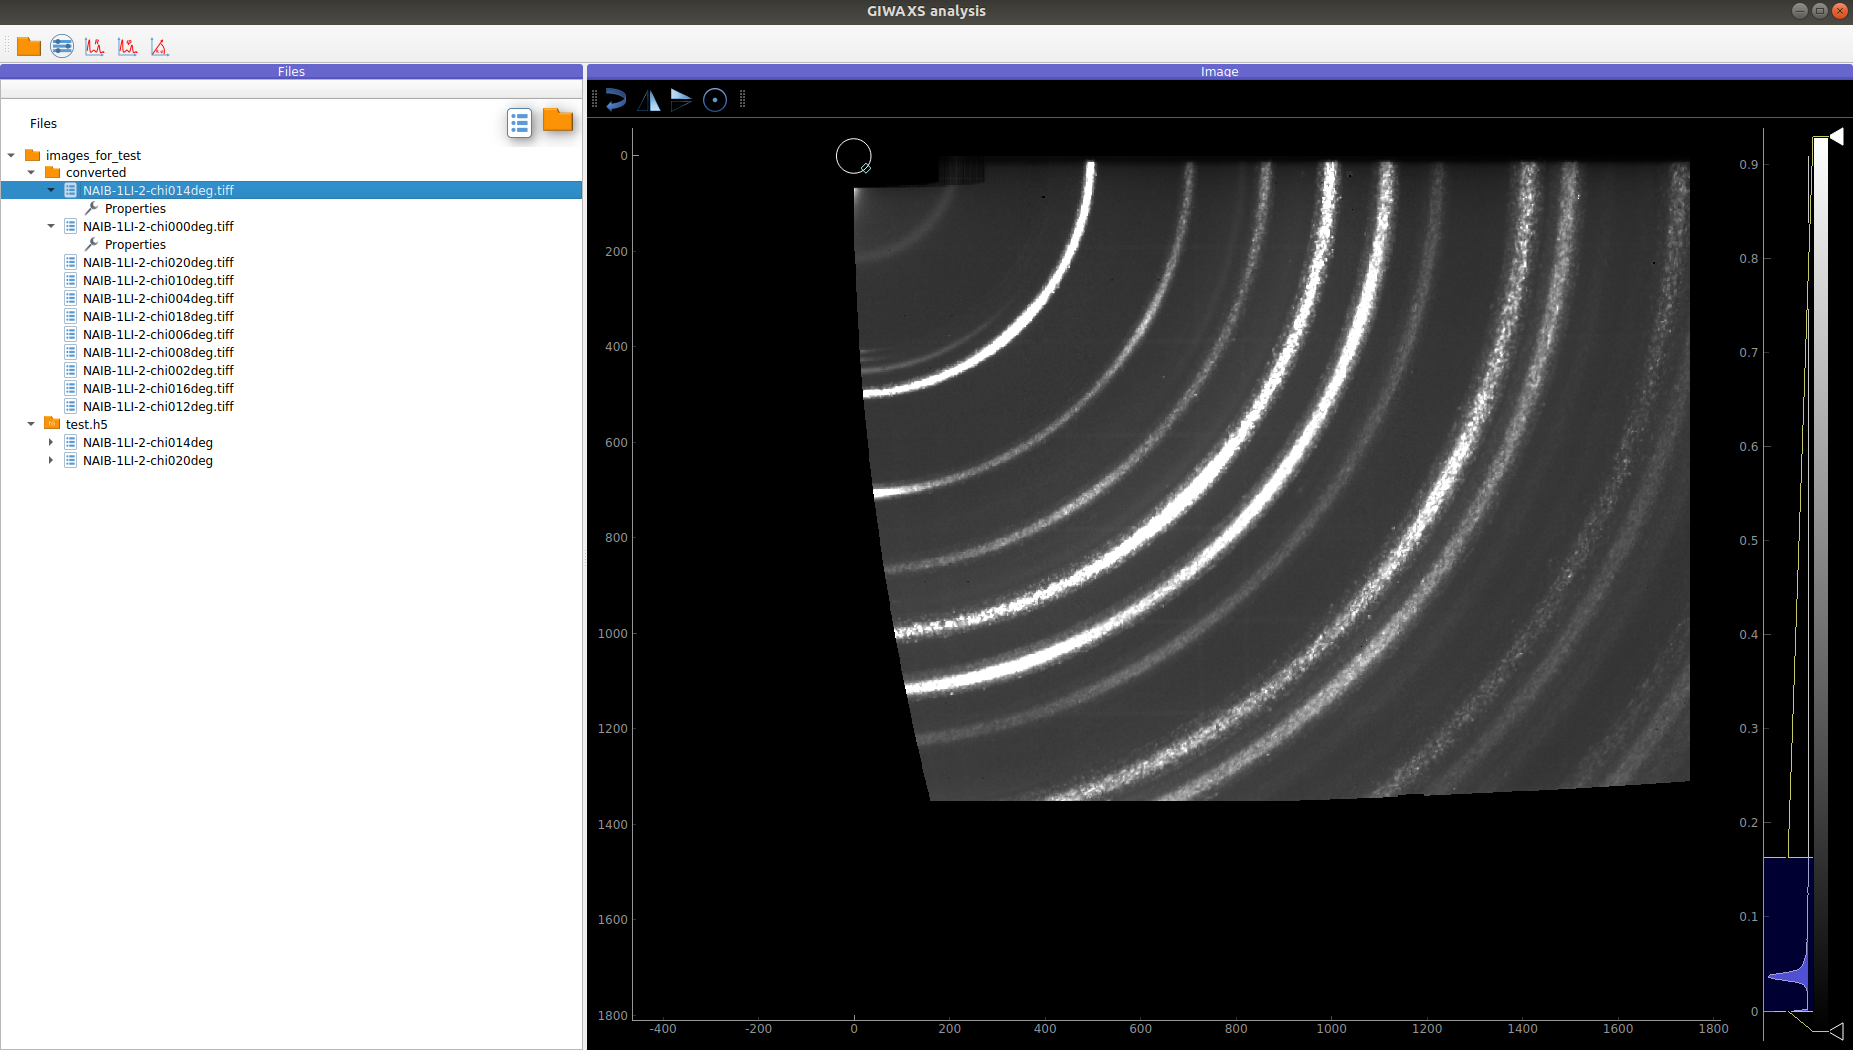 GIWAXS analysis
Files
Image
Files
images_for_test
converted
NAIB-1LI-2-chi014deg.tiff
Properties
NAIB-1LI-2-chi000deg.tiff
Properties
NAIB-1LI-2-chi020deg.tiff
NAIB-1LI-2-chi010deg.tiff
NAIB-1LI-2-chi004deg.tiff
NAIB-1LI-2-chi018deg.tiff
NAIB-1LI-2-chi006deg.tiff
NAIB-1LI-2-chi008deg.tiff
NAIB-1LI-2-chi002deg.tiff
NAIB-1LI-2-chi016deg.tiff
NAIB-1LI-2-chi012deg.tiff
test.h5
NAIB-1LI-2-chi014deg
NAIB-1LI-2-chi020deg
0
200
400
600
800
1000
1200
1400
1600
1800
-400 -200 0 200 400 600 800 1000 1200 1400 1600 1800
0.9
0.8
0.7
0.6
0.5
0.4
0.3
0.2
0.1
0